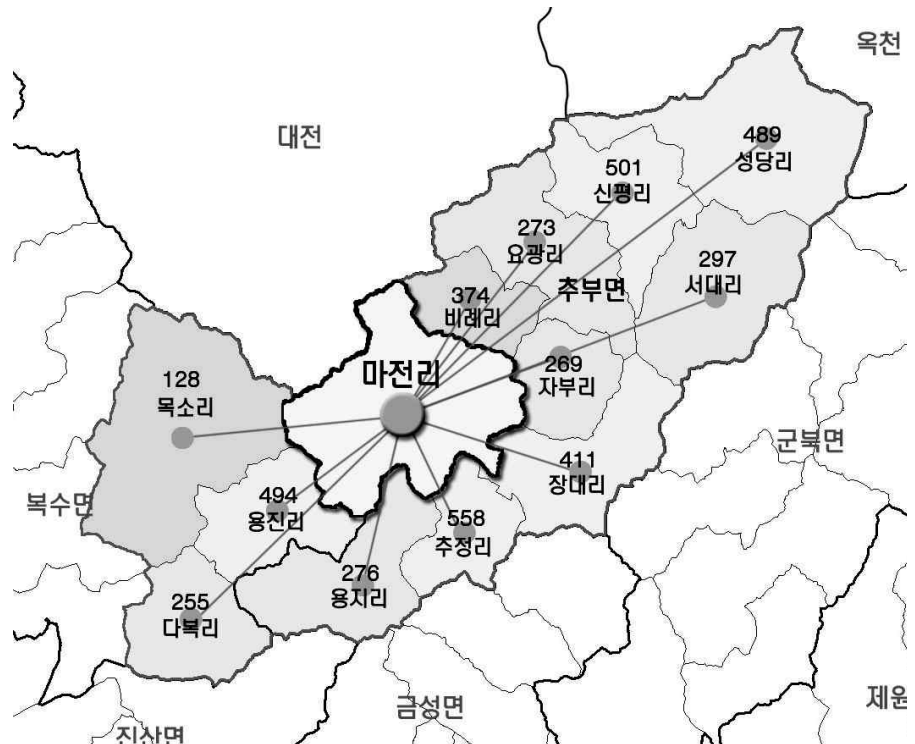 옥천
대전
489
성당리
501
신평리
273
요광리
297
서대리
374
비례리
추부면
마전리
269
자부리
128
목소리
411
장대리
군북면
복수면
494
용진리
558
추정리
276
용지리
255
다복리
금성면
제원
진산면